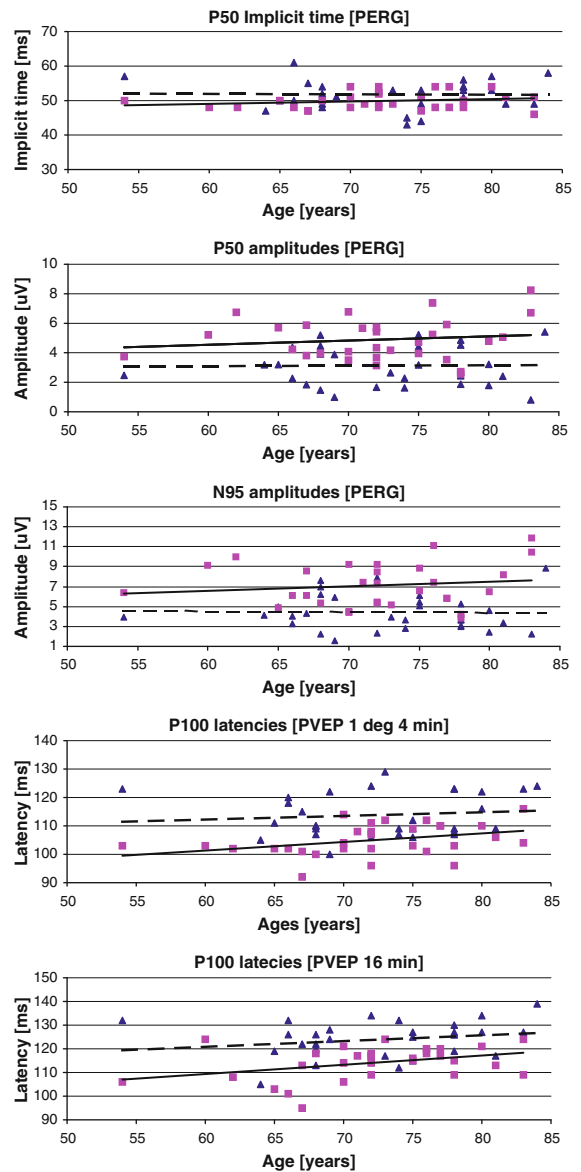 P50 Implicit time [PERG]
Implicit time [ms]
70
60
50
40
30
50 55 60 65 70 75 80 85
Age [years]
P50 amplitudes [PERG]
Amplitude [uV]
10
8
6
4
2
0
50 55 60 65 70 75 80 85
Age [years]
N95 amplitudes [PERG]
Amplitude [uV]
15
13
11
9
7
5
3
1
50 55 60 65 70 75 80 85
Age [years]
P100 latencies [PVEP 1 deg 4 min]
Latency [ms]
140
130
120
110
100
90
50 55 60 65 70 75 80 85
Ages [years]
P100 latecies [PVEP 16 min]
Latency [ms]
150
140
130
120
110
100
90
50 55 60 65 70 75 80 85
Age [years]